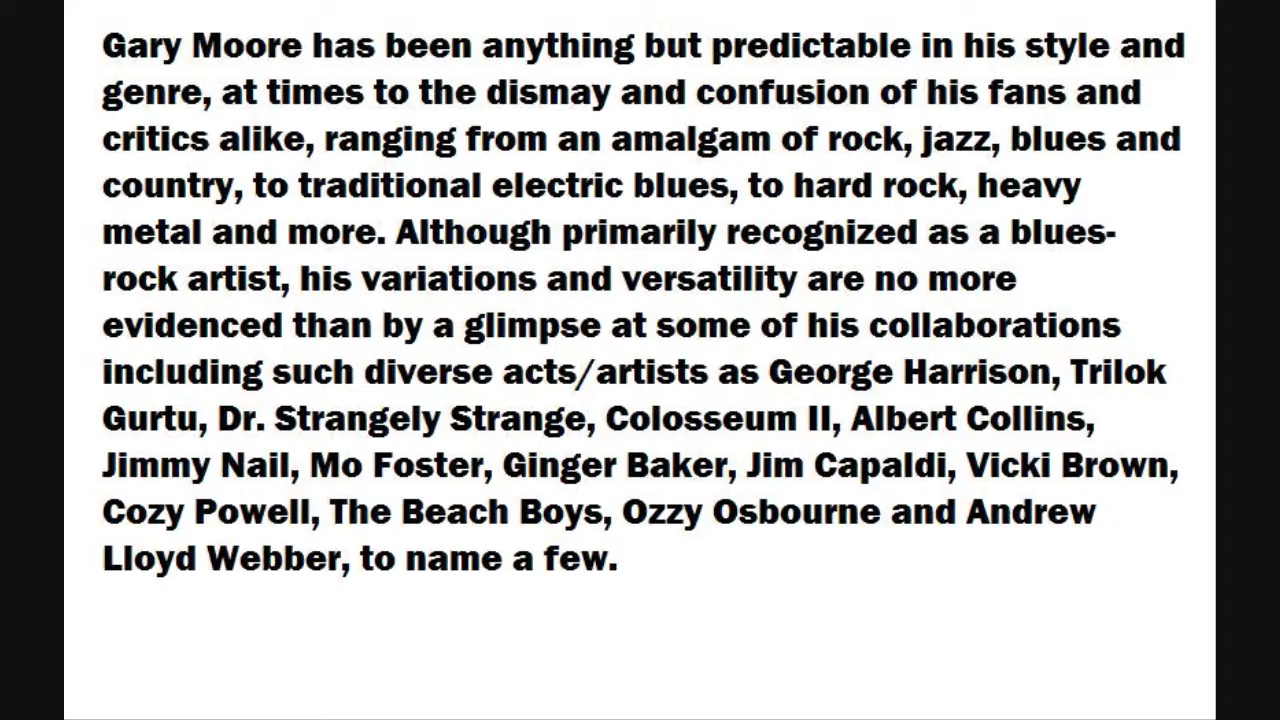 Gary Moore has been anything but predictable in his style and
genre, at times to the dismay and confusion of his fans and
critics alike, ranging from an amalgam of rock, jazz, blues and
country, to traditional electric blues, to hard rock, heavy
metal and more. Although primarily recognized as a blues-
rock artist, his variations and versatility are no more
evidenced than by a glimpse at some of his collaborations
including such diverse acts/artists as George Harrison, Trilok
Gurtu, Dr. Strangely Strange, Colosseum II, Albert Collins,
Jimmy Nail, Mo Foster, Ginger Baker, Jim Capaldi, Vicki Brown,
Cozy Powell, The Beach Boys, Ozzy Osbourne and Andrew
Lloyd Webber, to name a few.